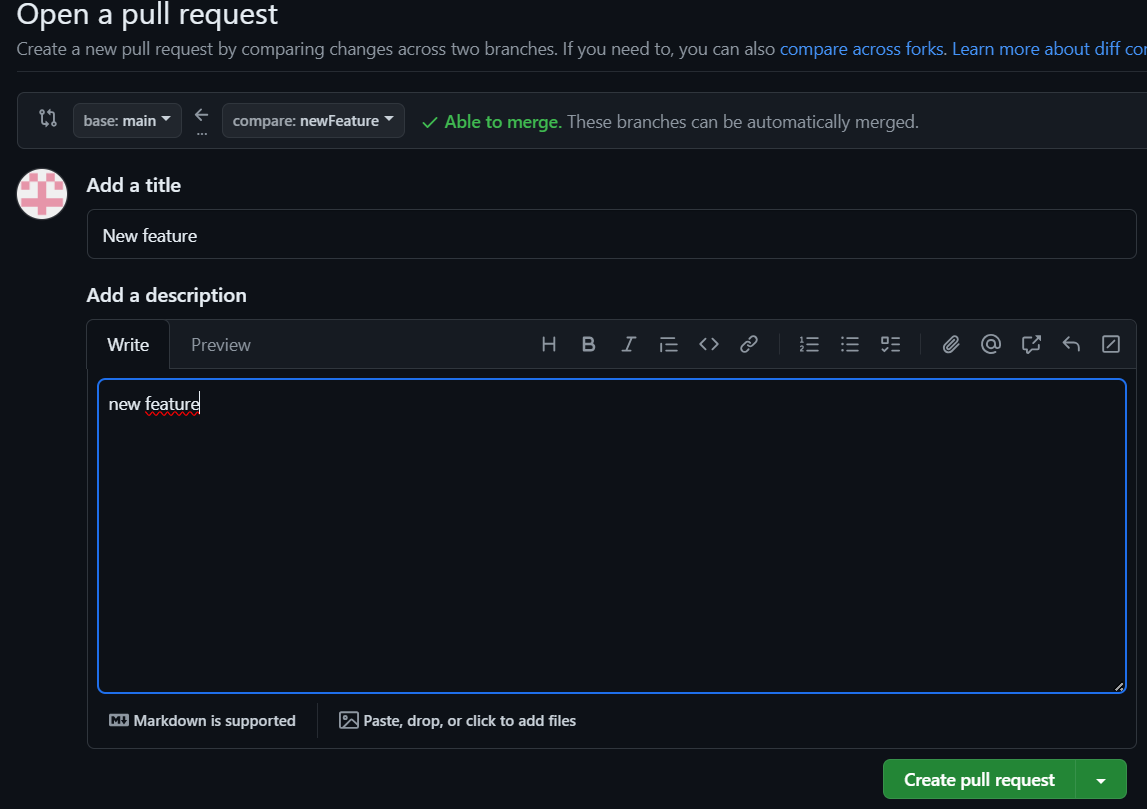 Open a pull request
Create a new pull request by comparing changes across two branches. If you need to, you can also compare across forks. Learn more about diff
base: main ← ... compare: newFeature ✓ Able to merge. These branches can be automatically merged.
Add a title
New feature
Add a description
Write Preview
new feature
Markdown is supported Paste, drop, or click to add files
Create pull request